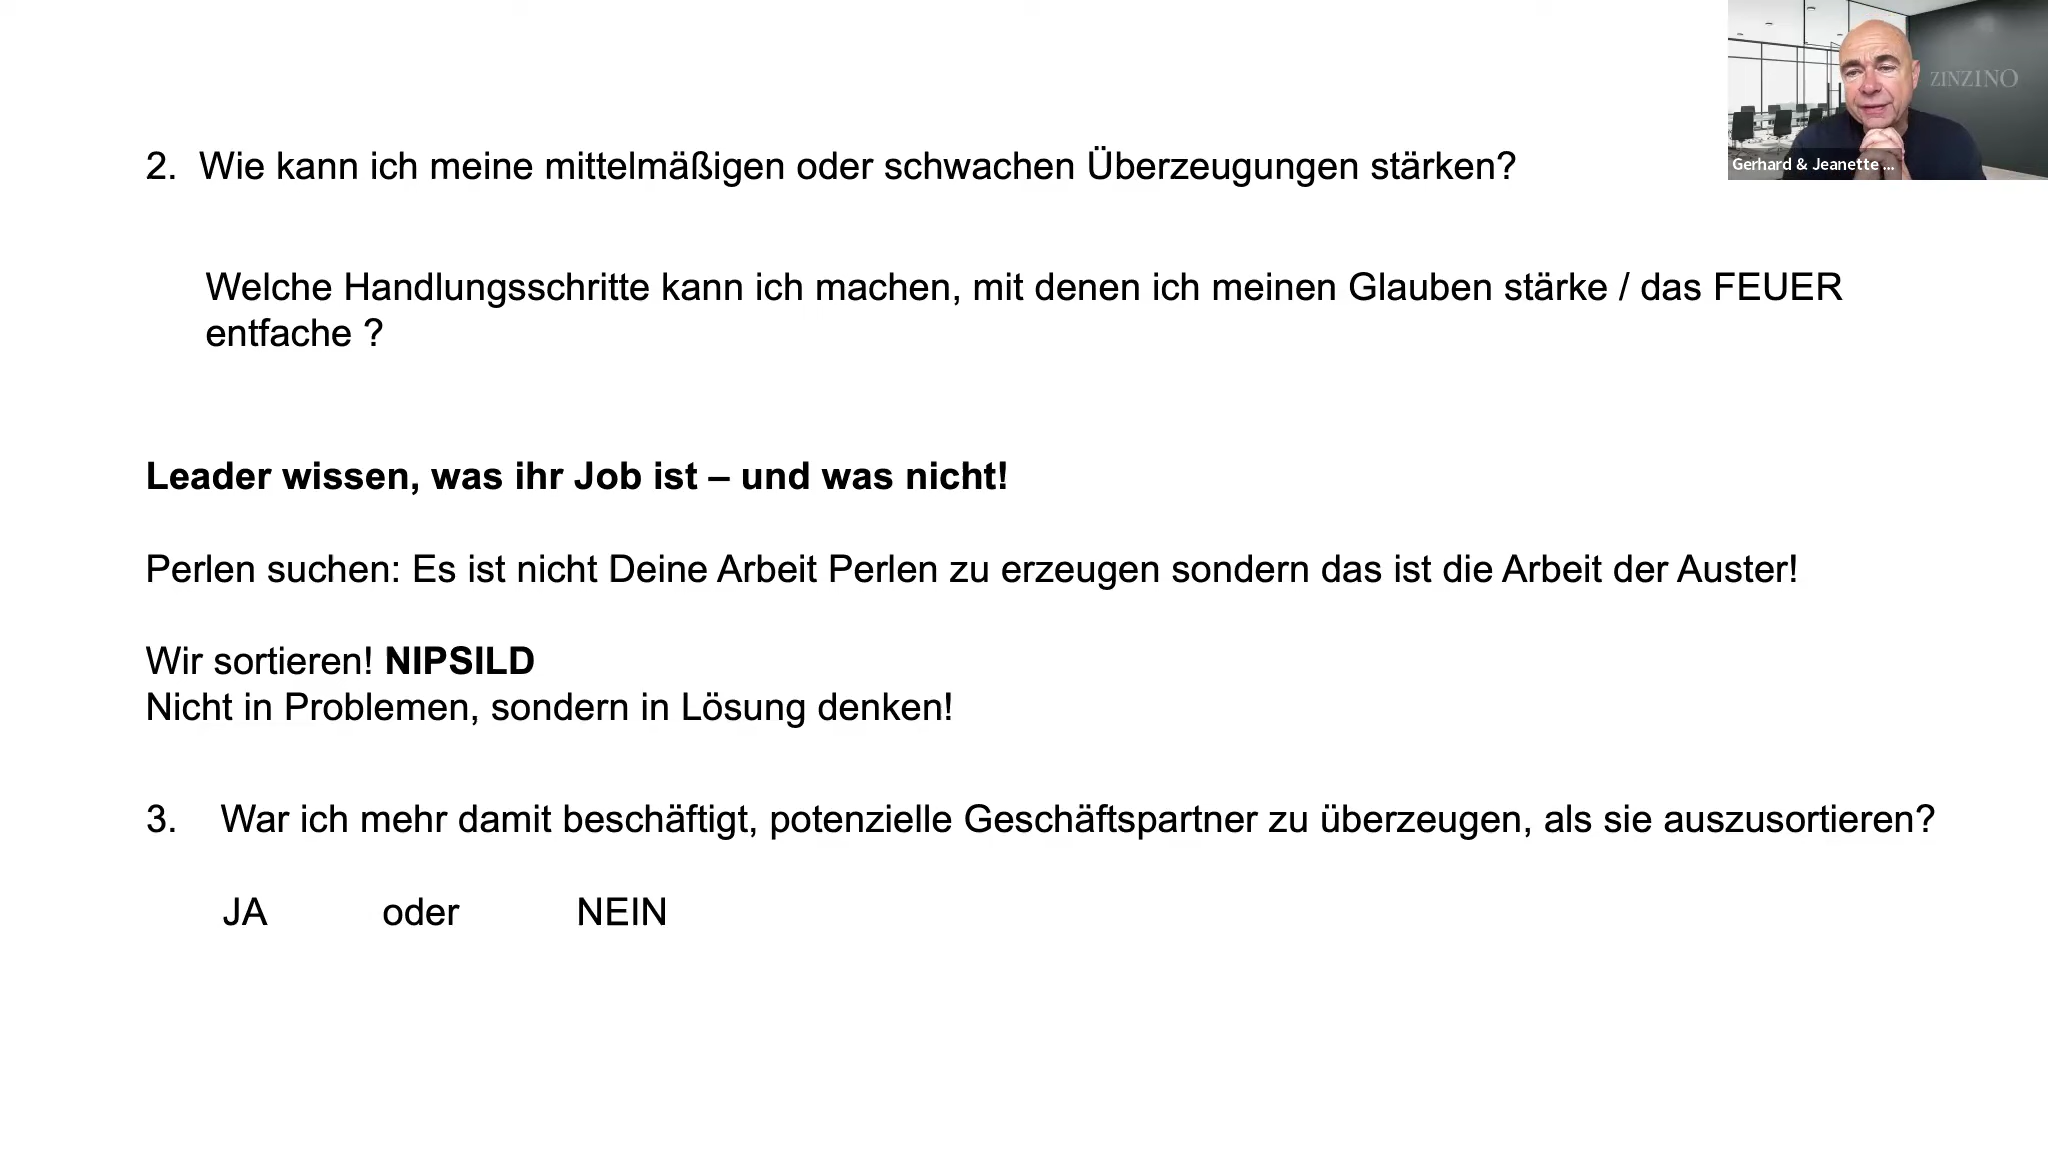 ZINZINO
Gerhard & Jeanette ...
2. Wie kann ich meine mittelmäßigen oder schwachen Überzeugungen stärken?
Welche Handlungsschritte kann ich machen, mit denen ich meinen Glauben stärke / das FEUER
entfache ?
Leader wissen, was ihr Job ist – und was nicht!
Perlen suchen: Es ist nicht Deine Arbeit Perlen zu erzeugen sondern das ist die Arbeit der Auster!
Wir sortieren! NIPSILD
Nicht in Problemen, sondern in Lösung denken!
3. War ich mehr damit beschäftigt, potenzielle Geschäftspartner zu überzeugen, als sie auszusortieren?
JA oder NEIN